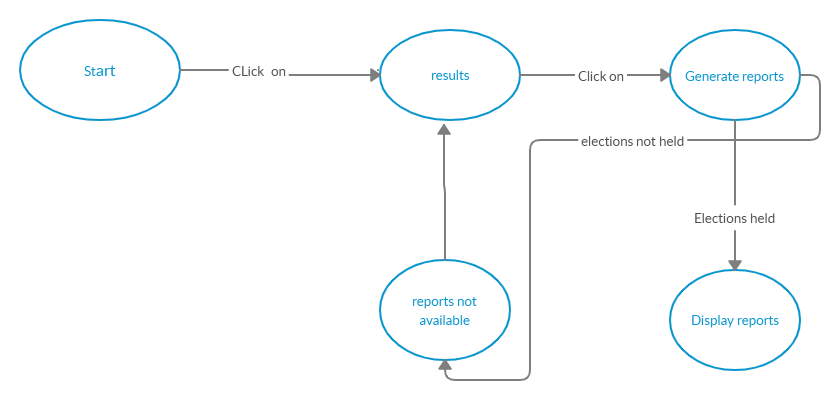 Start
CLick on
results
Click on
Generate reports
elections not held
Elections held
reports not
available
Display reports